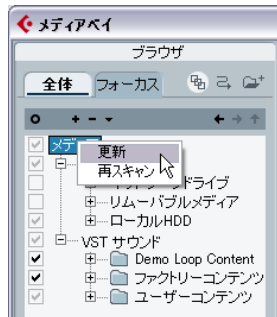 メディアベイ
ブラウザ
全体 フォーカス
更新
再スキャン
リムーバブルメディア
ローカルHDD
VST サウンド
Demo Loop Content
ファクトリーコンテンツ
ユーザーコンテンツ